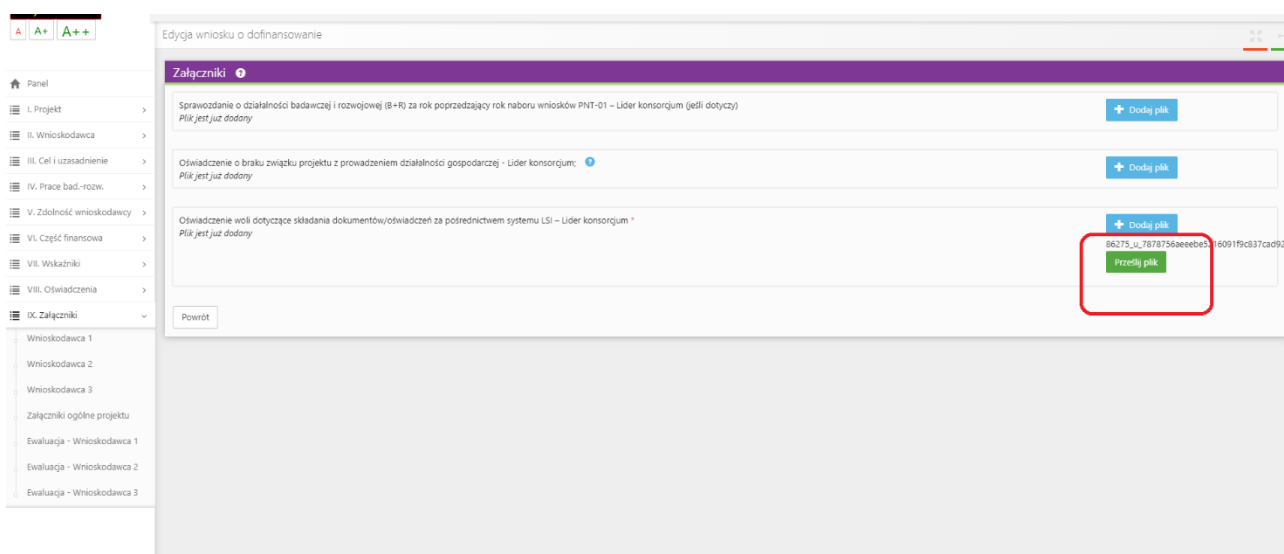 A A+ A++
Edycja wniosku o dofinansowanie
Panel
I. Projekt
II. Wnioskodawca
III. Cel i uzasadnienie
IV. Prace bad.-rozw.
V. Zdolność wnioskodawcy
VI. Część finansowa
VII. Wskaźniki
VIII. Oświadczenia
IX. Załączniki
Wnioskodawca 1
Wnioskodawca 2
Wnioskodawca 3
Załączniki ogólne projektu
Ewaluacja - Wnioskodawca 1
Ewaluacja - Wnioskodawca 2
Ewaluacja - Wnioskodawca 3
Załączniki ?
Sprawozdanie o działalności badawczej i rozwojowej (B+R) za rok poprzedzający rok naboru wniosków PNT-01 – Lider konsorcjum (jeśli dotyczy)
Plik jest już dodany
+ Dodaj plik
Oświadczenie o braku związku projektu z prowadzeniem działalności gospodarczej - Lider konsorcjum; ?
Plik jest już dodany
+ Dodaj plik
Oświadczenie woli dotyczące składania dokumentów/oświadczeń za pośrednictwem systemu LSI – Lider konsorcjum *
Plik jest już dodany
+ Dodaj plik
Prześlij plik
Powrót